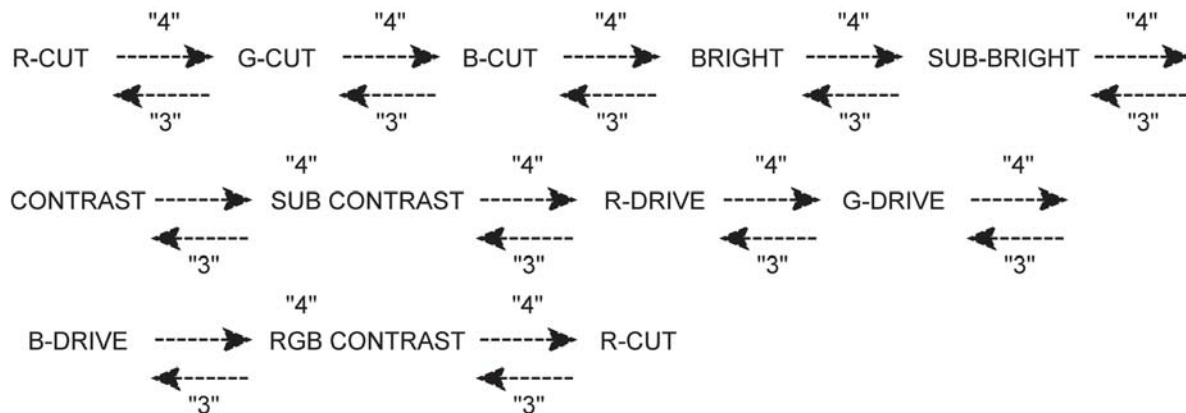 "4" "4" "4" "4" "4"
R-CUT G-CUT B-CUT BRIGHT SUB-BRIGHT
"3" "3" "3" "3" "3"
"4" "4" "4" "4"
CONTRAST SUB CONTRAST R-DRIVE G-DRIVE
"3" "3" "3" "3"
"4" "4"
B-DRIVE RGB CONTRAST R-CUT
"3" "3"